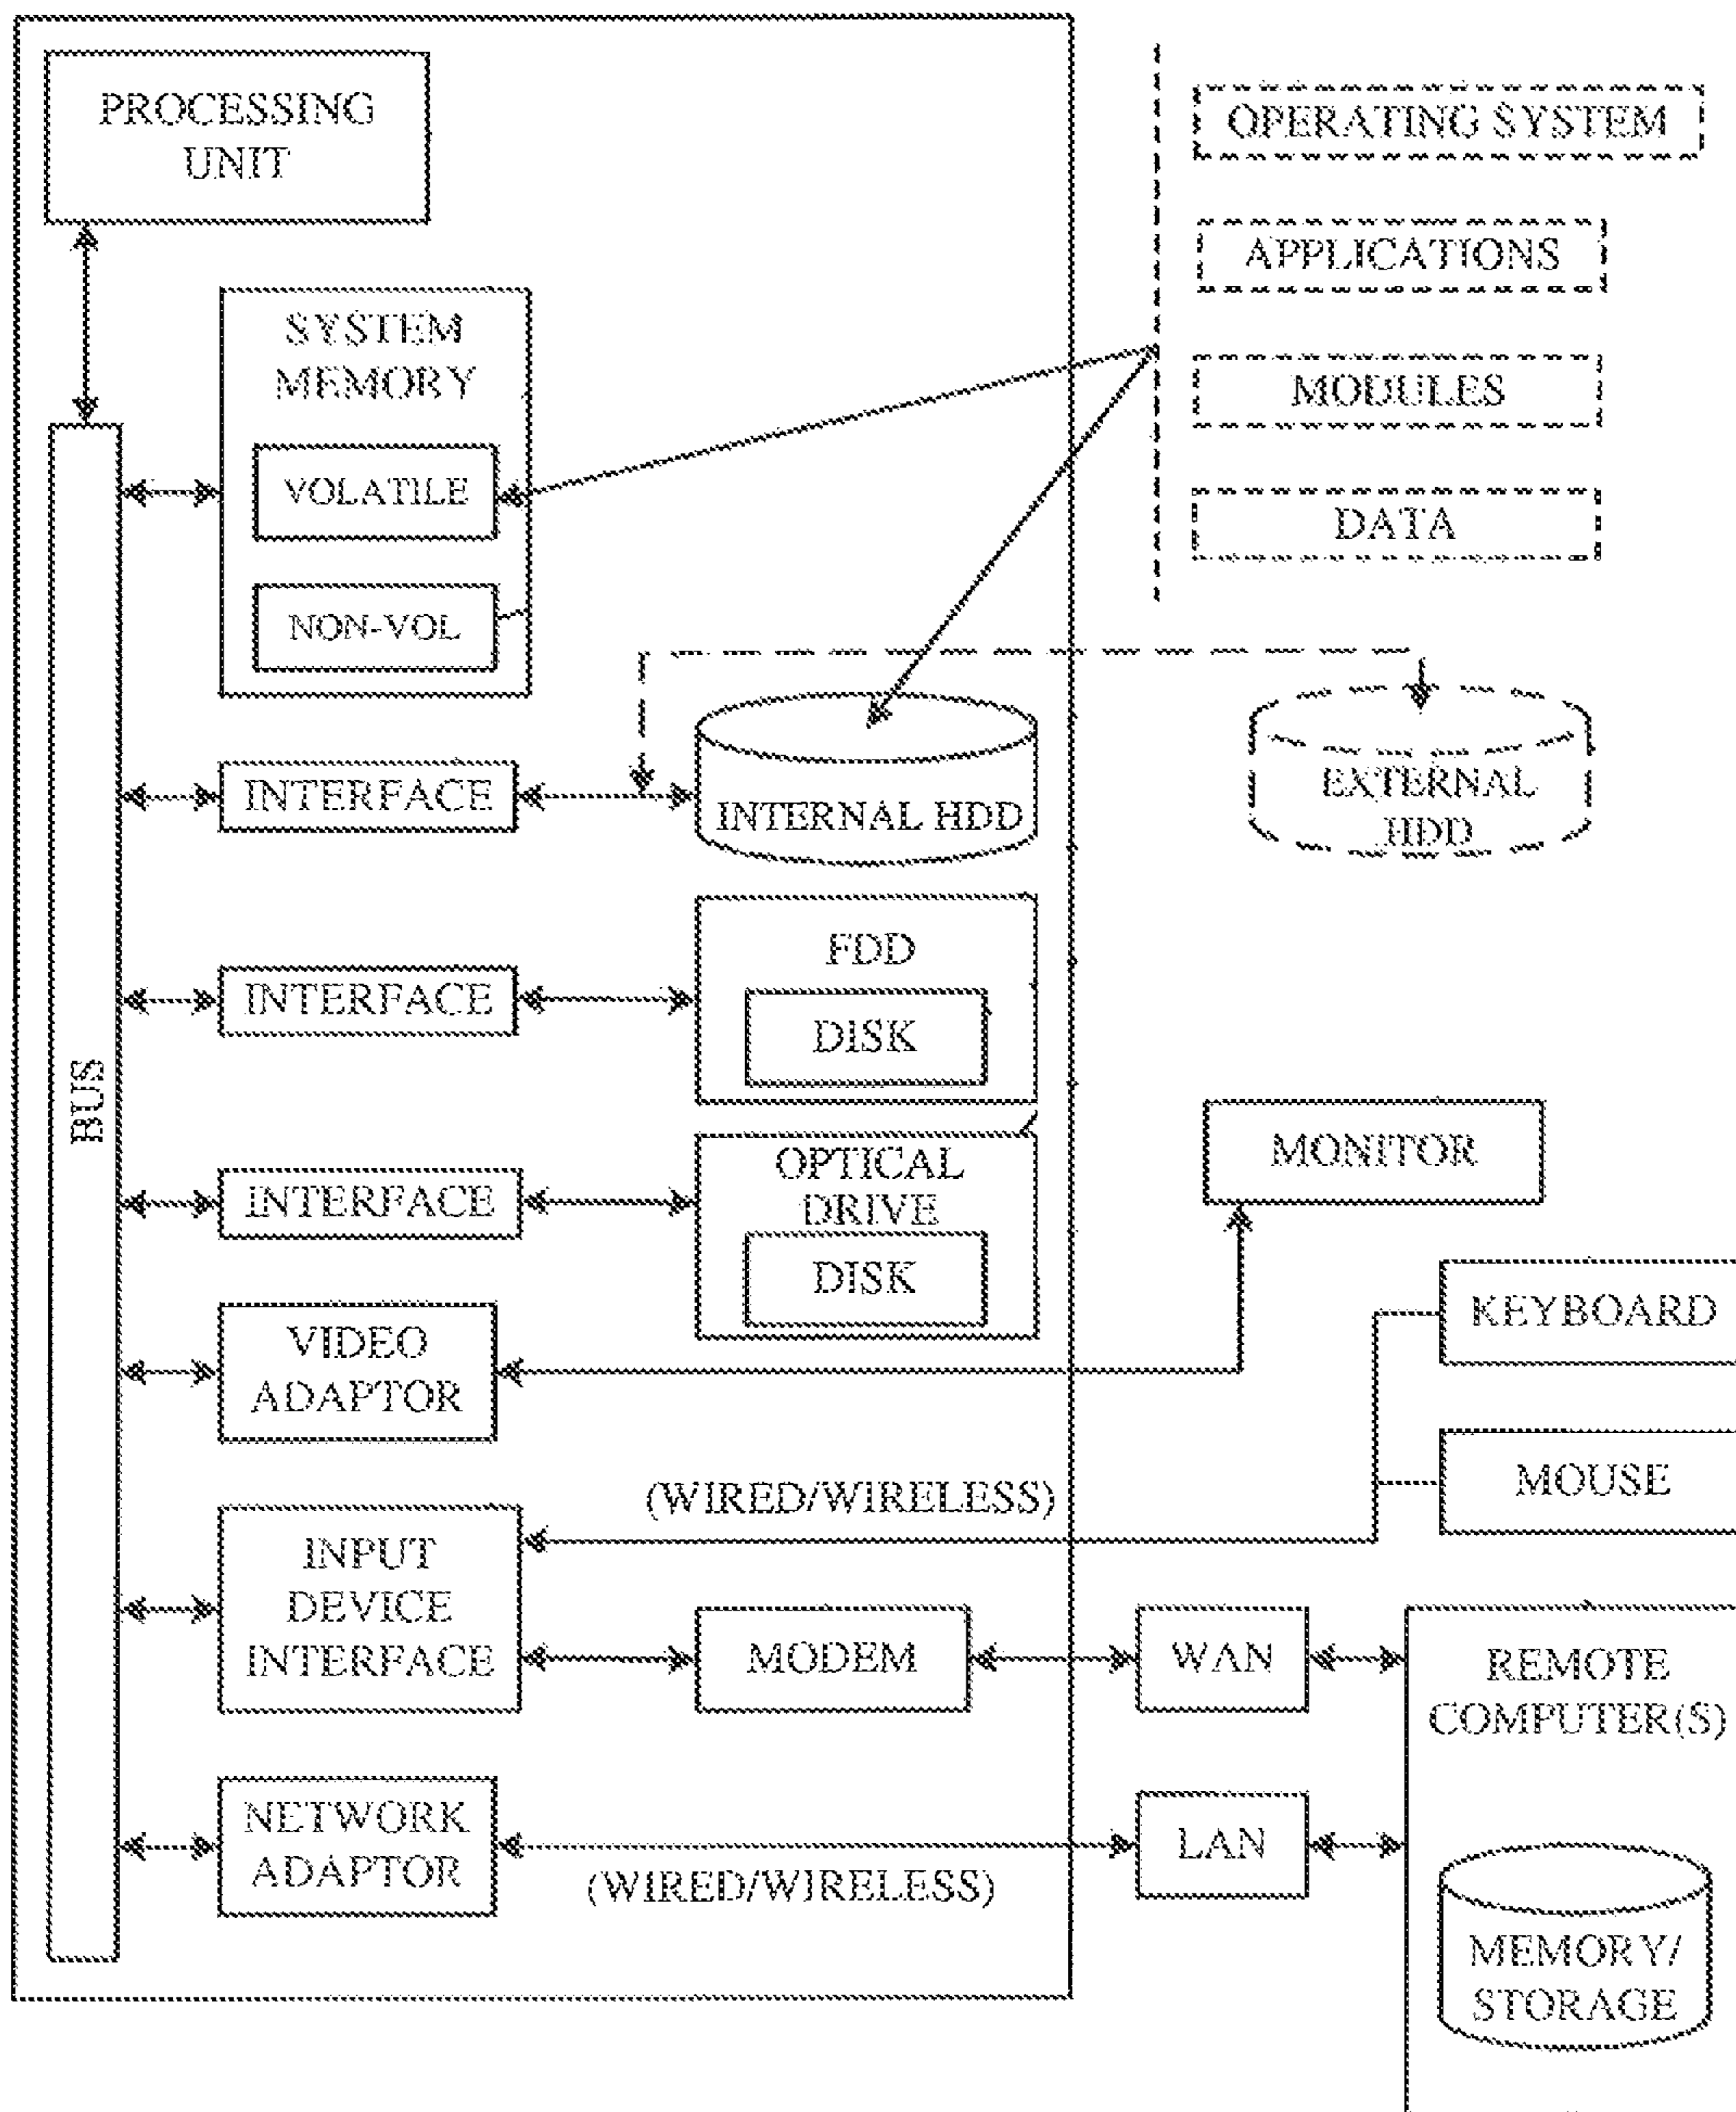 PROCESSING
UNIT
OPERATING SYSTEM
APPLICATIONS
MODULES
DATA
SYSTEM
MEMORY
VOLATILE
NON-VOL
INTERFACE
INTERNAL HDD
EXTERNAL
HDD
INTERFACE
FDD
DISK
BUS
INTERFACE
OPTICAL
DRIVE
DISK
MONITOR
KEYBOARD
VIDEO
ADAPTOR
MOUSE
(WIRED/WIRELESS)
INPUT
DEVICE
INTERFACE
MODEM
WAN
REMOTE
COMPUTER(S)
NETWORK
ADAPTOR
(WIRED/WIRELESS)
LAN
MEMORY/
STORAGE